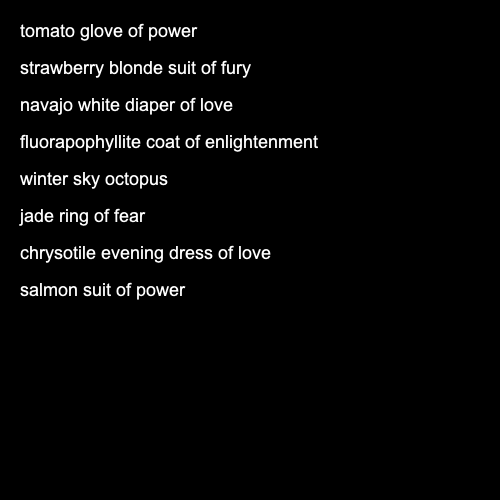 tomato glove of power
strawberry blonde suit of fury
navajo white diaper of love
fluorapophyllite coat of enlightenment
winter sky octopus
jade ring of fear
chrysotile evening dress of love
salmon suit of power